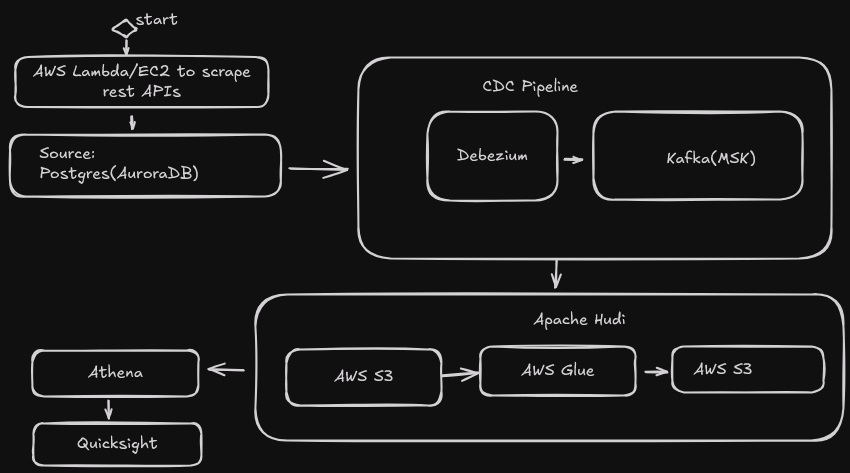 start
AWS Lambda/EC2 to scrape
rest APIs
Source:
Postgres(AuroraDB)
CDC Pipeline
Debezium
Kafka(MSK)
Apache Hudi
AWS S3
AWS Glue
AWS S3
Athena
Quicksight